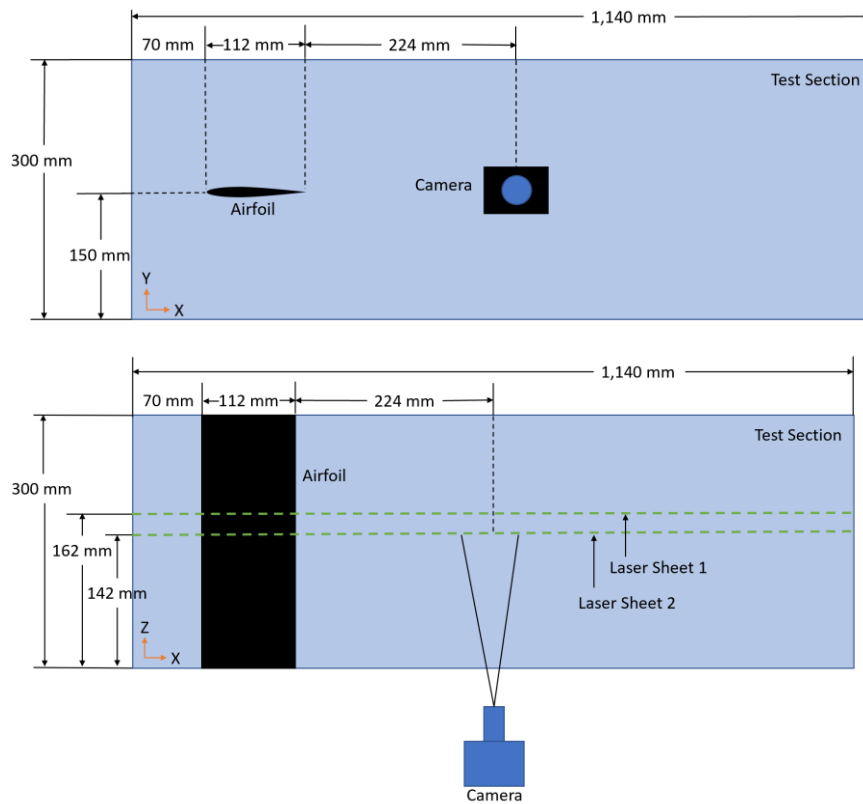 1,140 mm
70 mm
112 mm
224 mm
Test Section
300 mm
Camera
Airfoil
150 mm
Y
X
1,140 mm
70 mm
112 mm
224 mm
Test Section
Airfoil
300 mm
162 mm
Laser Sheet 1
142 mm
Laser Sheet 2
Z
X
Camera